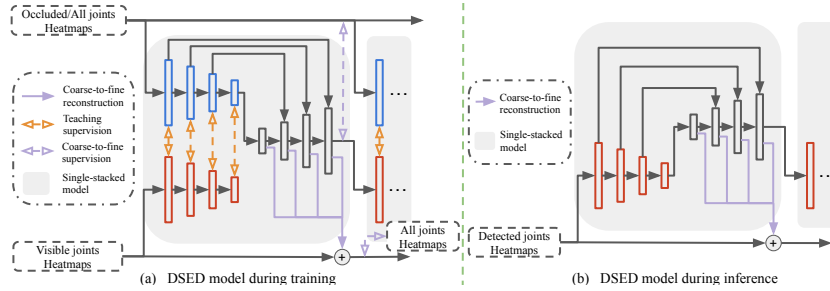 Occluded/All joints
Heatmaps
Coarse-to-fine
reconstruction
Teaching
supervision
Coarse-to-fine
supervision
Single-stacked
model
Visible joints
Heatmaps
...
...
+
All joints
Heatmaps
(a) DSED model during training
Coarse-to-fine
reconstruction
Single-stacked
model
Detected joints
Heatmaps
...
+
(b) DSED model during inference